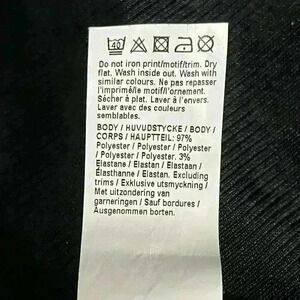 40
Do not iron print/motif/trim. Dry
flat. Wash inside out. Wash with
similar colours. Ne pas repasser
l'imprimé/le motif/l'ornement.
Sécher à plat. Laver à l'envers.
Laver avec des couleurs
semblables.
BODY / HUVUDSTYCKE / BODY /
CORPS / HAUPTTEIL: 97%
Polyester / Polyester / Polyester /
Polyester / Polyester. 3%
Elastane / Elastan / Elastaan /
Élasthanne / Elastan. Excluding
trims / Exklusive utsmyckning /
Met uitzondering van
garneringen / Sauf bordures /
Ausgenommen borten.